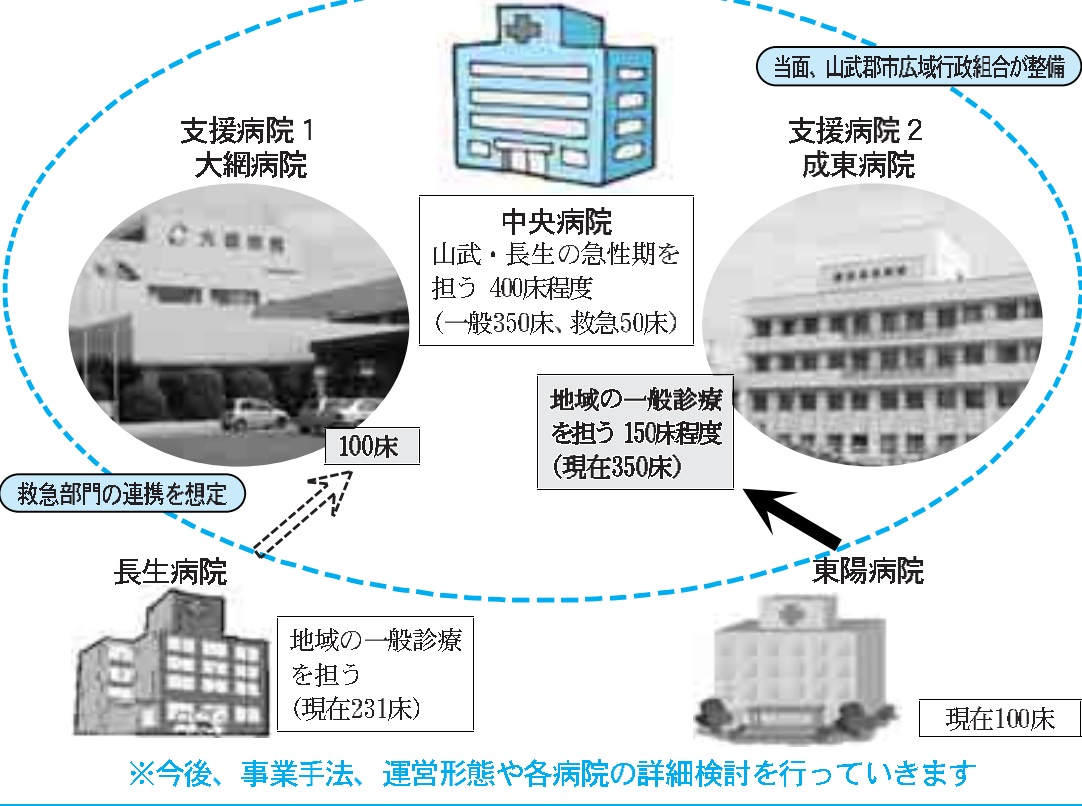 当面、山武郡市広域行政組合が整備
支援病院1
大網病院
支援病院2
成東病院
中央病院
山武・長生の急性期を
担う 400床程度
(一般350床、救急50床)
地域の一般診療
を担う 150床程度
(現在350床)
100床
救急部門の連携を想定
長生病院
地域の一般診療
を担う
(現在231床)
東陽病院
現在100床
※今後、事業手法、運営形態や各病院の詳細検討を行っていきます